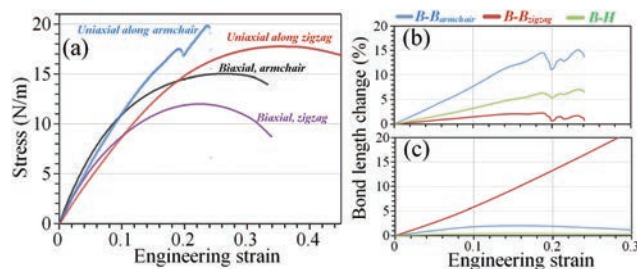 (a)
Uniaxial along armchair
Uniaxial along zigzag
Biaxial, armchair
Biaxial, zigzag
Stress (N/m)
20
15
10
5
0
0 0.1 0.2 0.3 0.4
Engineering strain
B-Barmchair B-Bzigzag B-H
(b)
20
15
10
5
0
(c)
20
15
10
5
0
Bond length change (%)
0 0.1 0.2 0.3
Engineering strain